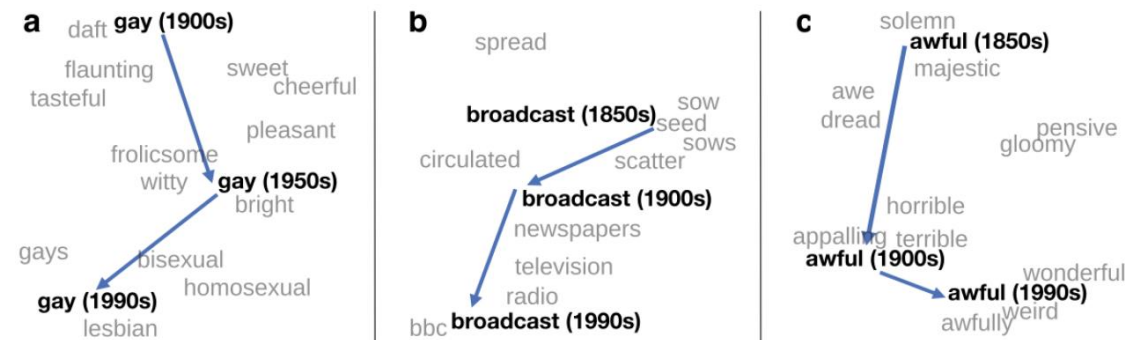 a
daft gay (1900s)
flaunting
sweet
tasteful
cheerful
pleasant
frolicsome
witty
gay (1950s)
bright
gays
bisexual
homosexual
gay (1990s)
lesbian
b
spread
broadcast (1850s)
sow
seed
sows
circulated
scatter
broadcast (1900s)
newspapers
television
radio
bbc broadcast (1990s)
c
solemn
awful (1850s)
majestic
awe
dread
pensive
gloomy
horrible
appalling terrible
awful (1900s)
wonderful
awful (1990s)
weird
awfully